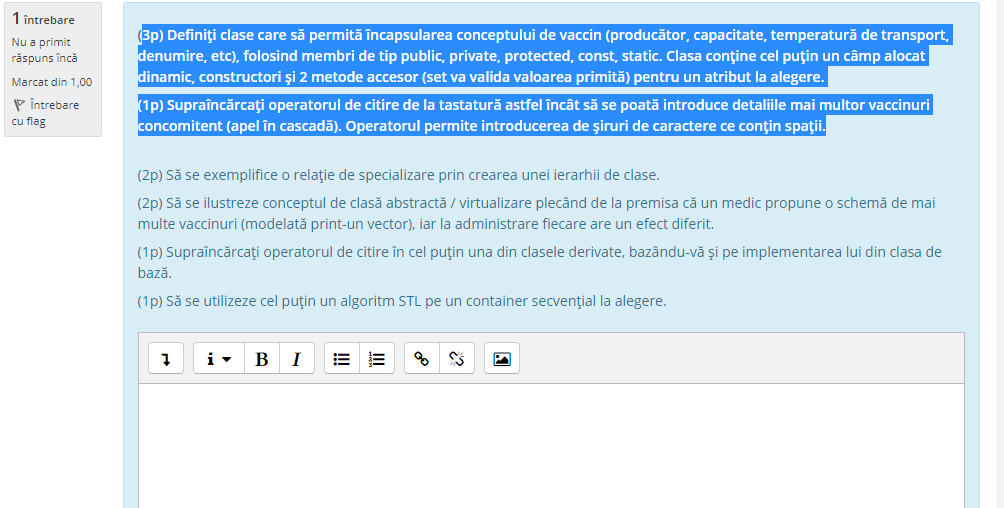 1 întrebare
Nu a primit
răspuns încă
Marcat din 1,00
Întrebare
cu flag
(3p) Definiţi clase care să permită încapsularea conceptului de vaccin (producător, capacitate, temperatură de transport,
denumire, etc), folosind membri de tip public, private, protected, const, static. Clasa conţine cel puţin un câmp alocat
dinamic, constructori şi 2 metode accesor (set va valida valoarea primită) pentru un atribut la alegere.
(1p) Supraîncărcaţi operatorul de citire de la tastatură astfel încât să se poată introduce detaliile mai multor vaccinuri
concomitent (apel în cascadă). Operatorul permite introducerea de şiruri de caractere ce conţin spaţii.
(2p) Să se exemplifice o relaţie de specializare prin crearea unei ierarhii de clase.
(2p) Să se ilustreze conceptul de clasă abstractă / virtualizare plecând de la premisa că un medic propune o schemă de mai
multe vaccinuri (modelată print-un vector), iar la administrare fiecare are un efect diferit.
(1p) Supraîncărcaţi operatorul de citire în cel puţin una din clasele derivate, bazându-vă şi pe implementarea lui din clasa de
bază.
(1p) Să se utilizeze cel puţin un algoritm STL pe un container secvenţial la alegere.
i B I